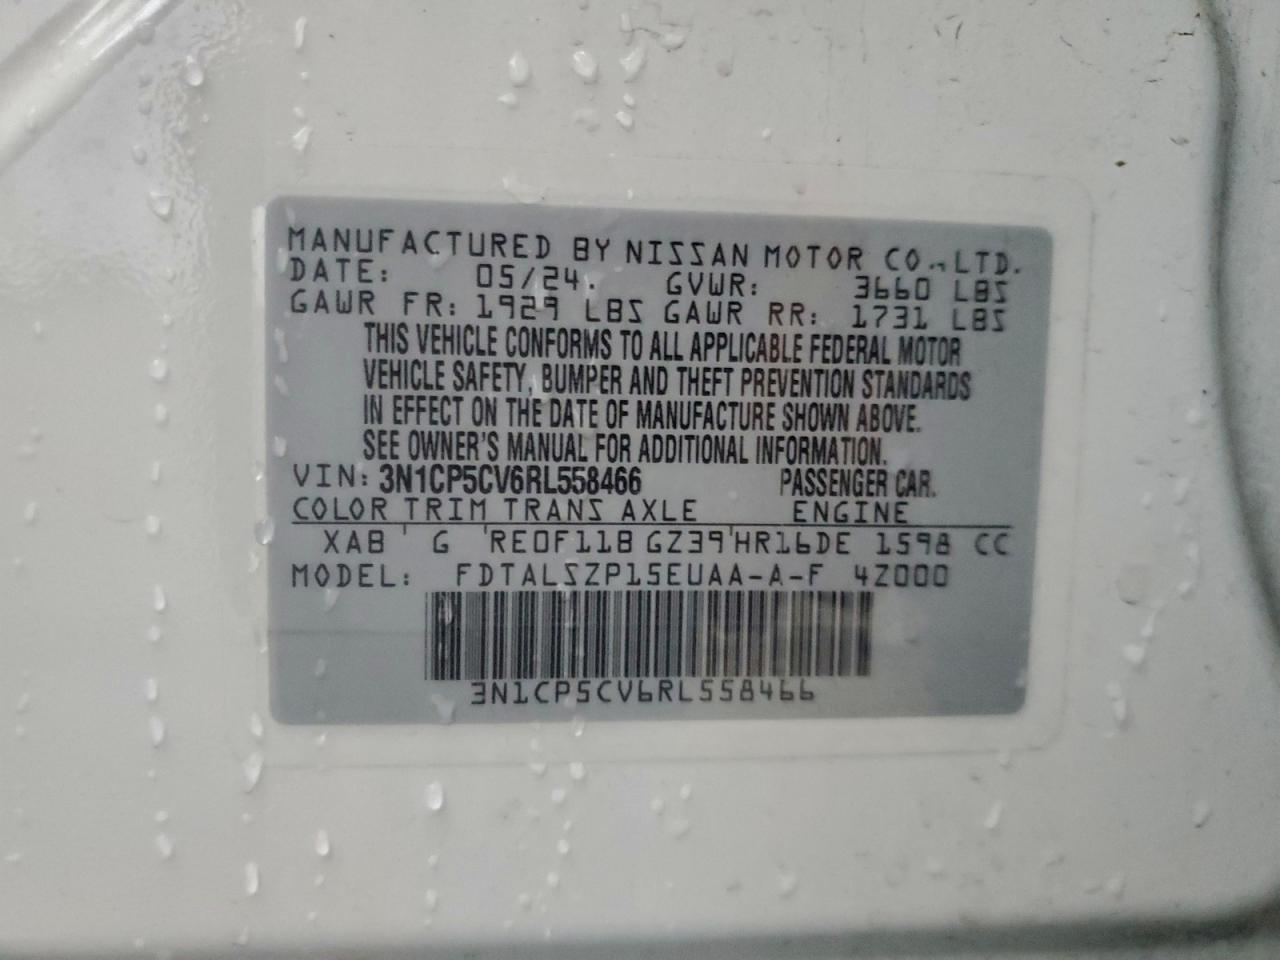 MANUFACTURED BY NISSAN MOTOR CO., LTD.
DATE: 05/24. GVWR: 3660 LBS
GAWR FR: 1929 LBS GAWR RR: 1731 LBS
THIS VEHICLE CONFORMS TO ALL APPLICABLE FEDERAL MOTOR
VEHICLE SAFETY, BUMPER AND THEFT PREVENTION STANDARDS
IN EFFECT ON THE DATE OF MANUFACTURE SHOWN ABOVE.
SEE OWNER'S MANUAL FOR ADDITIONAL INFORMATION.
VIN: 3N1CP5CV6RL558466 PASSENGER CAR.
COLOR TRIM TRANS AXLE ENGINE
XAB ' G ' RE0F11B GZ39 ' HR16DE 1598 CC
MODEL: FDTALSZP15EUAA-A-F 4Z000
3N1CP5CV6RL558466